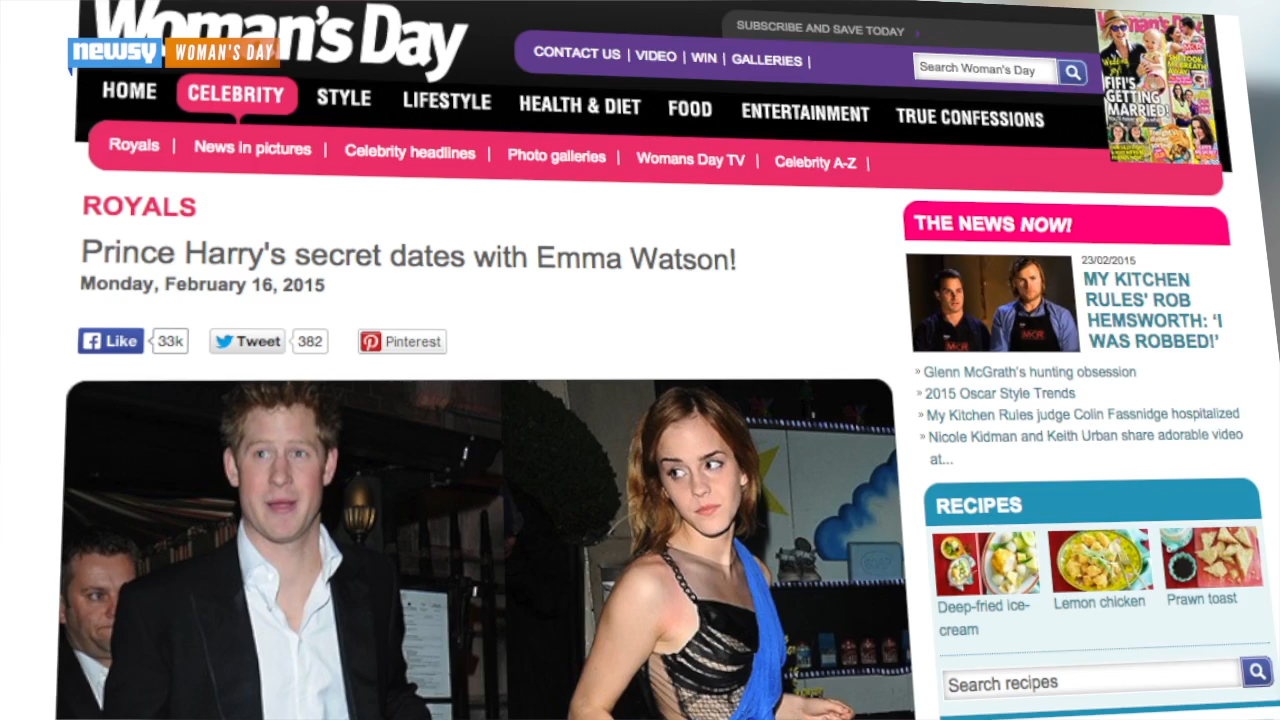 Woman's Day
newsy WOMAN'S DAY
SUBSCRIBE AND SAVE TODAY
CONTACT US | VIDEO | WIN | GALLERIES |
Search Woman's Day
HOME CELEBRITY STYLE LIFESTYLE HEALTH & DIET FOOD ENTERTAINMENT TRUE CONFESSIONS
FIFI'S
GETTING
MARRIED!
Royals | News in pictures | Celebrity headlines | Photo galleries | Womans Day TV | Celebrity A-Z |
ROYALS
Prince Harry's secret dates with Emma Watson!
Monday, February 16, 2015
Like 33k Tweet 382 Pinterest
THE NEWS NOW!
23/02/2015
MY KITCHEN
RULES' ROB
HEMSWORTH: ‘I
WAS ROBBED!’
» Glenn McGrath's hunting obsession
» 2015 Oscar Style Trends
» My Kitchen Rules judge Colin Fassnidge hospitalized
» Nicole Kidman and Keith Urban share adorable video
at...
RECIPES
Deep-fried ice-
cream
Lemon chicken
Prawn toast
Search recipes